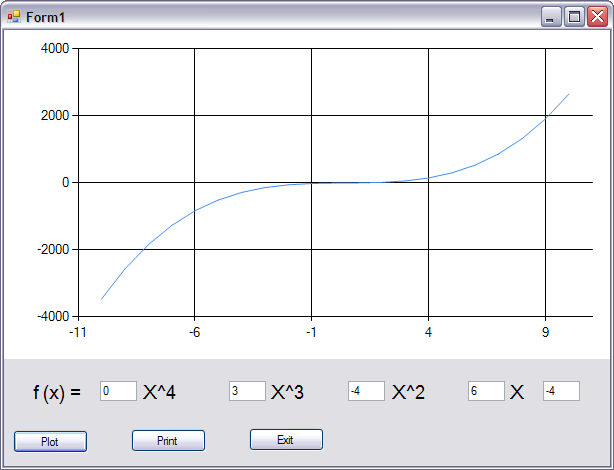 Form1
4000
2000
0
-2000
-4000
-11 -6 -1 4 9
f (x) = 0 X^4 3 X^3 -4 X^2 6 X -4
Plot Print Exit